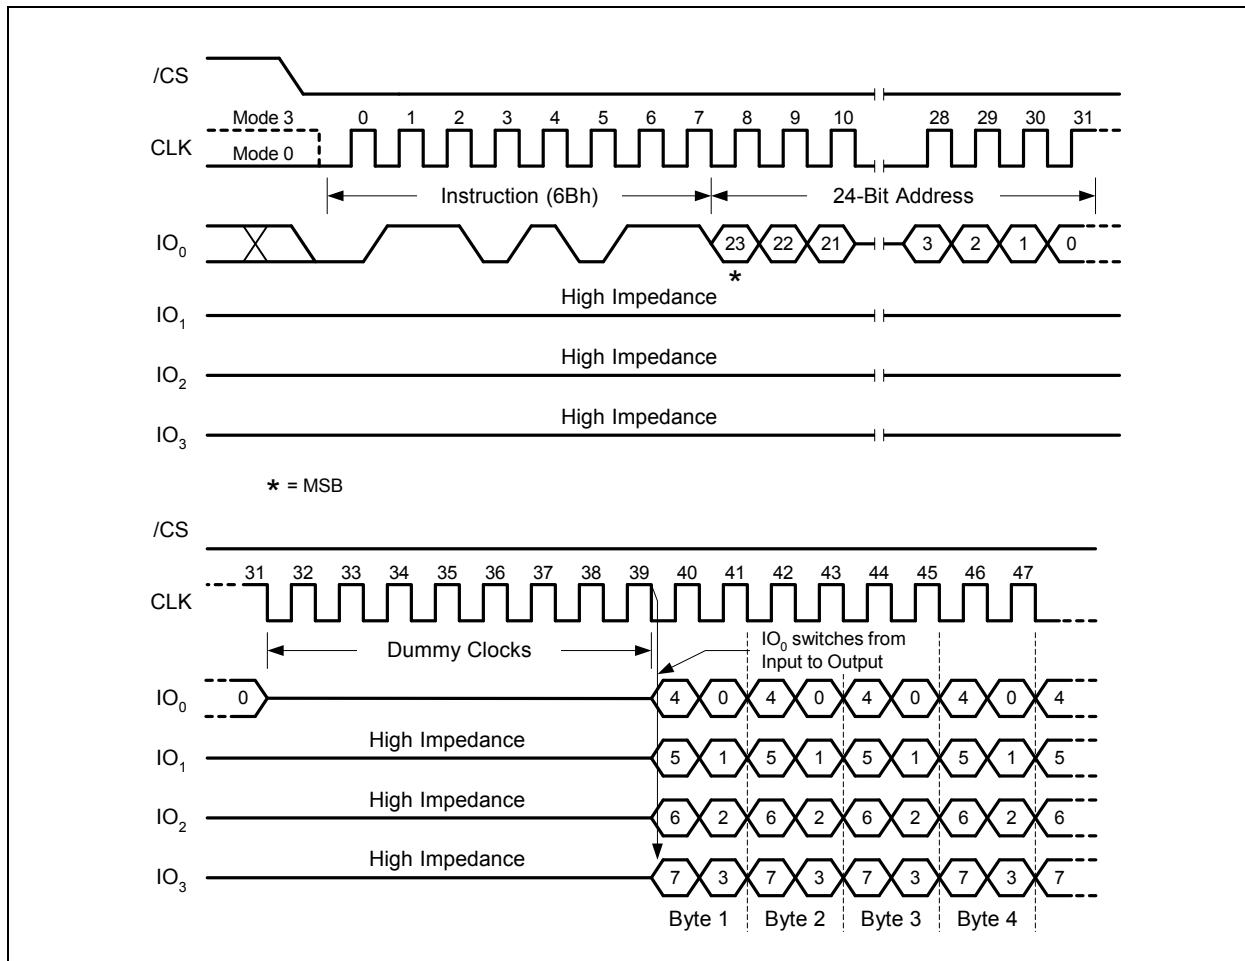 /CS
Mode 3 0 1 2 3 4 5 6 7 8 9 10 28 29 30 31
CLK
Mode 0
Instruction (6Bh) 24-Bit Address
IO0 23 22 21 3 2 1 0
*
High Impedance
IO1
High Impedance
IO2
High Impedance
IO3
* = MSB
/CS
31 32 33 34 35 36 37 38 39 40 41 42 43 44 45 46 47
CLK
Dummy Clocks
IO0 switches from
Input to Output
IO0 0 4 0 4 0 4 0 4 0 4
High Impedance
IO1 5 1 5 1 5 1 5 1 5
High Impedance
IO2 6 2 6 2 6 2 6 2 6
High Impedance
IO3 7 3 7 3 7 3 7 3 7
Byte 1 Byte 2 Byte 3 Byte 4